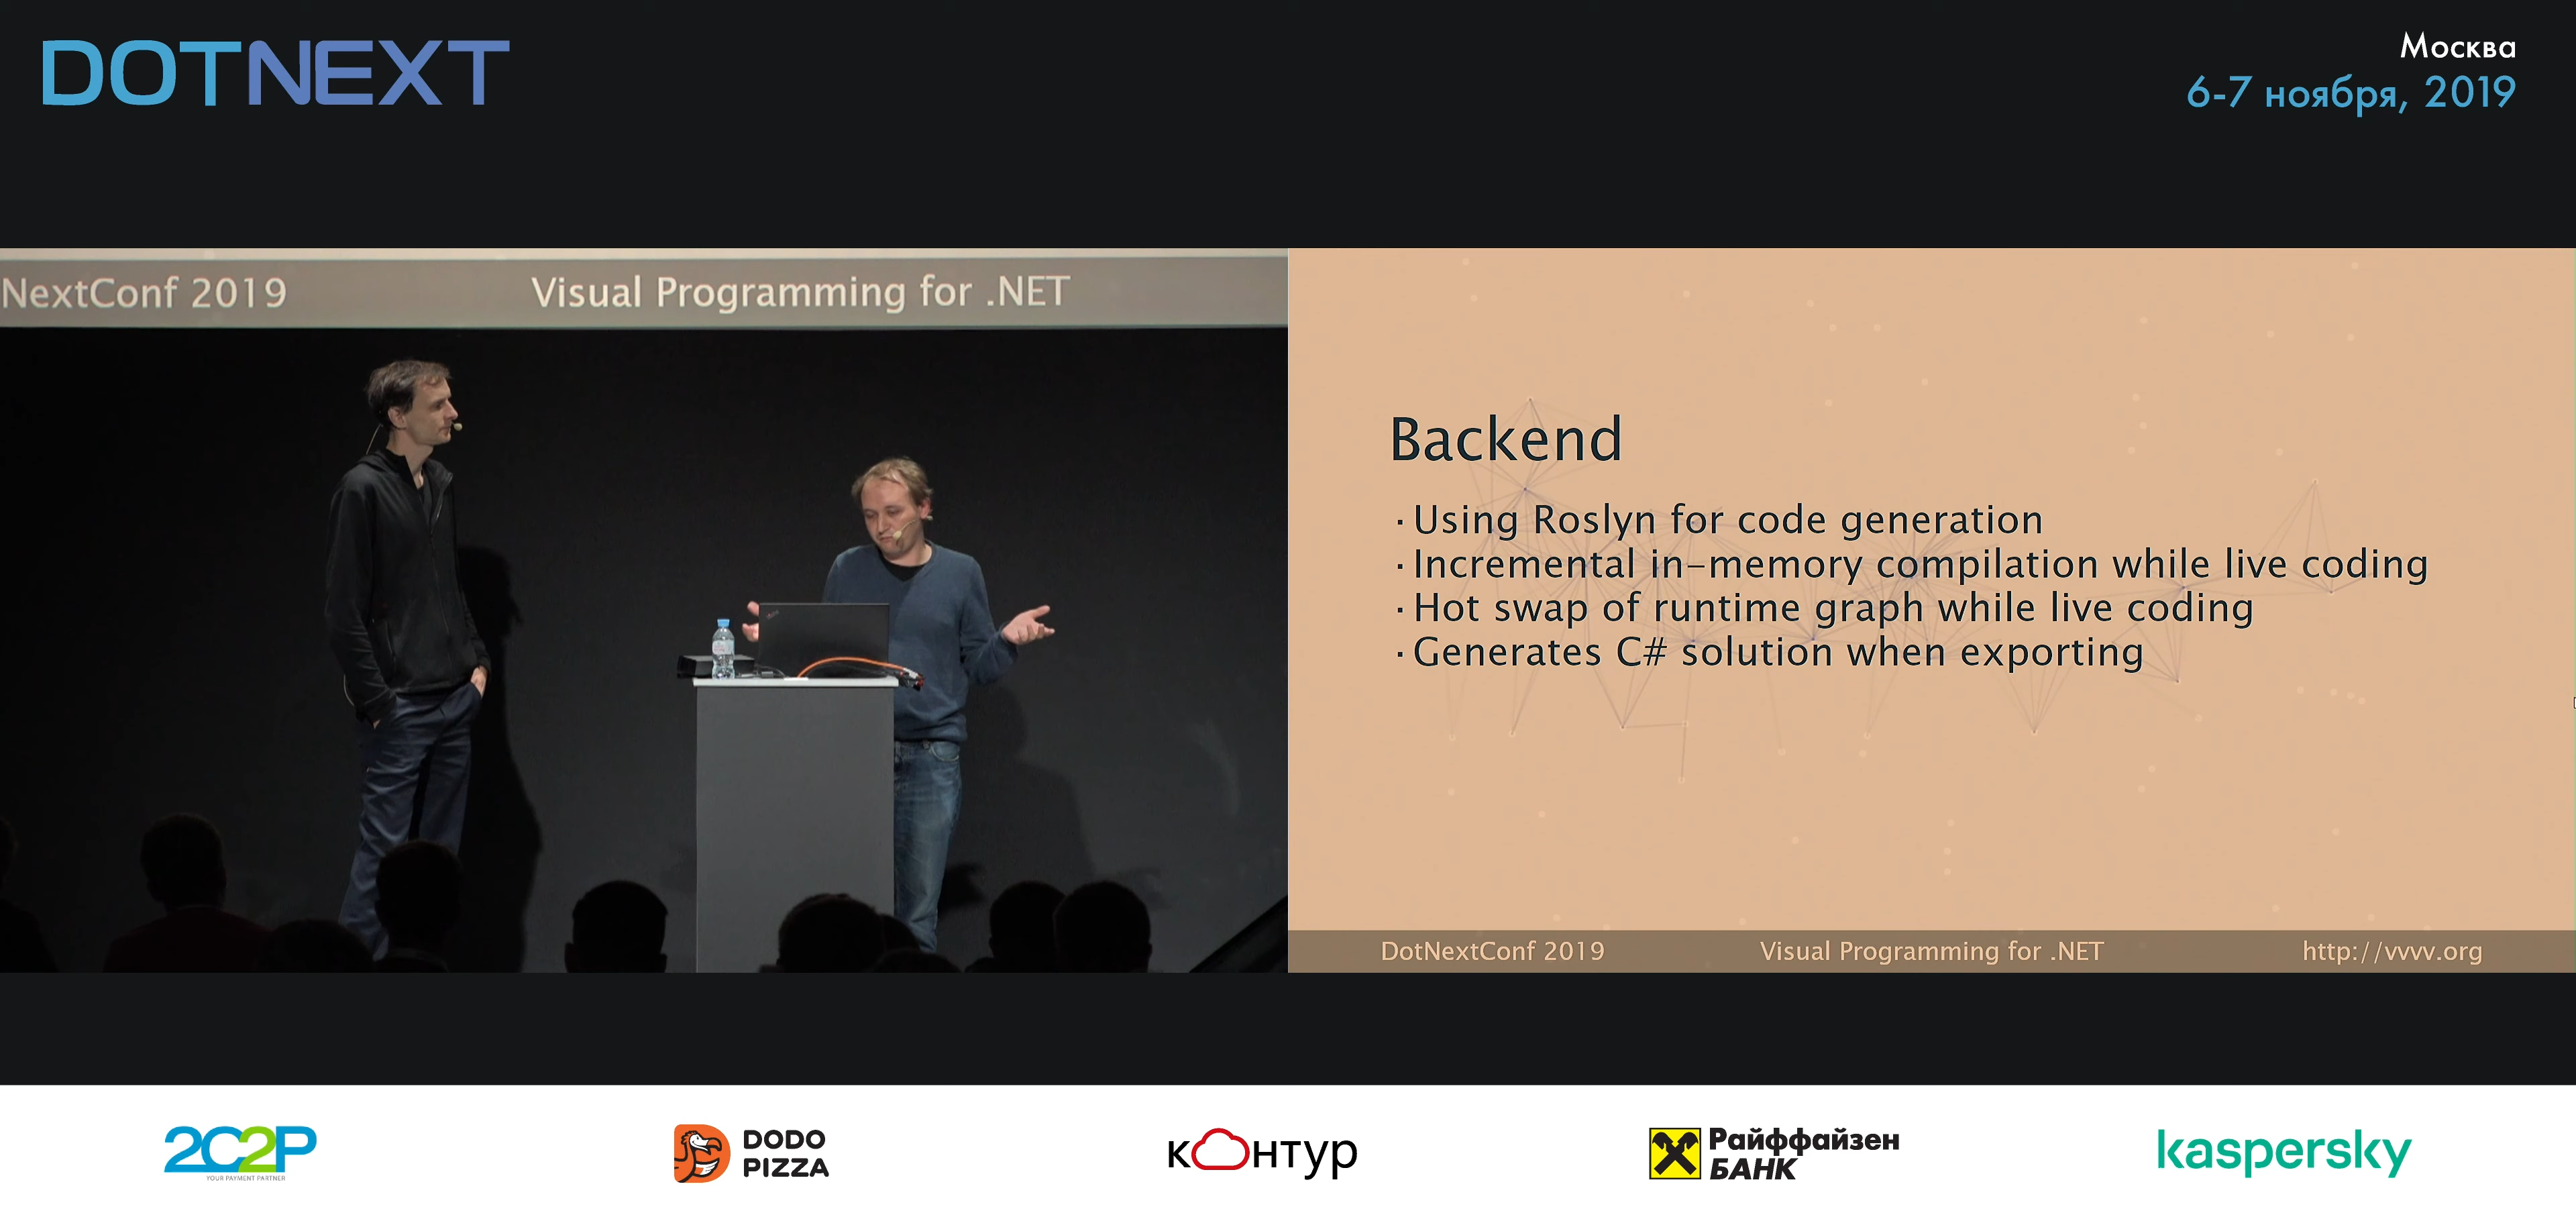 DOTNEXT
Москва
6-7 ноября, 2019
NextConf 2019 Visual Programming for .NET
Backend
· Using Roslyn for code generation
· Incremental in-memory compilation while live coding
· Hot swap of runtime graph while live coding
· Generates C# solution when exporting
DotNextConf 2019 Visual Programming for .NET http://vvvv.org
2C2P
YOUR PAYMENT PARTNER
DODO
PIZZA
контур
Райффайзен
БАНК
kaspersky